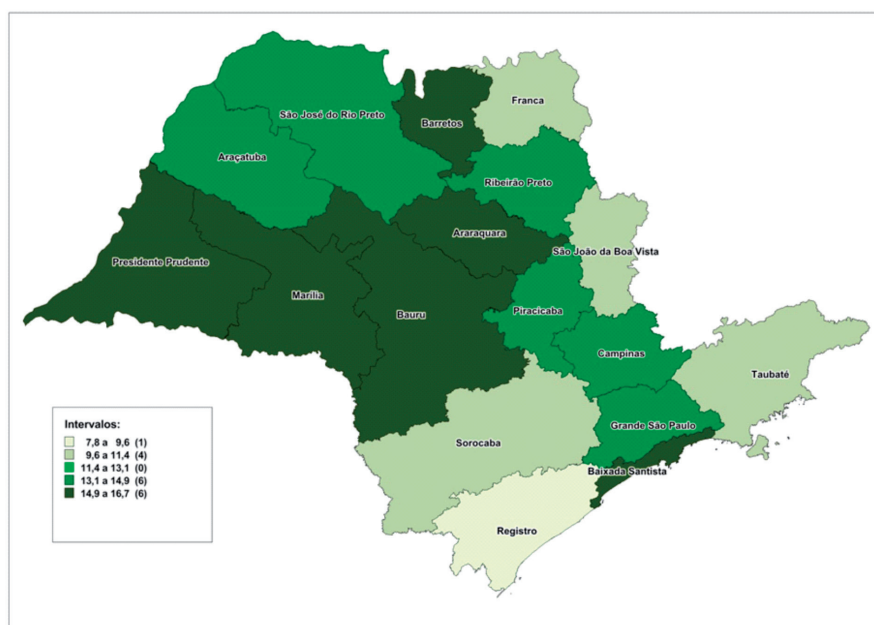 Franca
São José do Rio Preto
Barretos
Araçatuba
Ribeirão Preto
Araraquara
São João da Boa Vista
Presidente Prudente
Marília
Bauru
Piracicaba
Campinas
Taubaté
Grande São Paulo
Sorocaba
Baixada Santista
Registro
Intervalos:
7,8 a 9,6 (1)
9,6 a 11,4 (4)
11,4 a 13,1 (0)
13,1 a 14,9 (6)
14,9 a 16,7 (6)